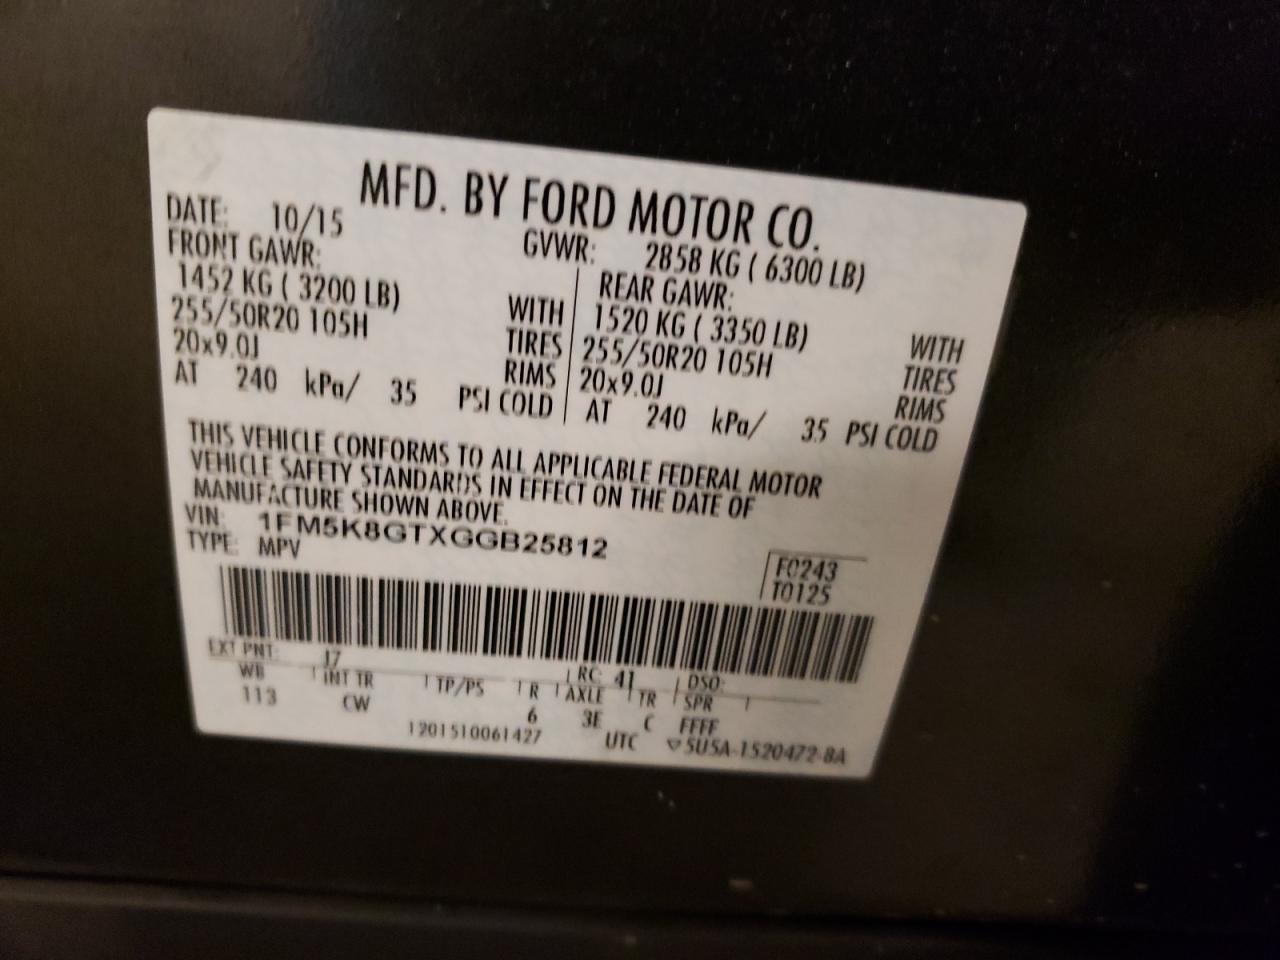 MFD. BY FORD MOTOR CO.
DATE: 10/15 GVWR: 2858 KG ( 6300 LB)
FRONT GAWR: REAR GAWR:
1452 KG ( 3200 LB) WITH 1520 KG ( 3350 LB) WITH
255/50R20 105H TIRES 255/50R20 105H TIRES
20x9.0J RIMS 20x9.0J RIMS
AT 240 kPa/ 35 PSI COLD AT 240 kPa/ 35 PSI COLD
THIS VEHICLE CONFORMS TO ALL APPLICABLE FEDERAL MOTOR
VEHICLE SAFETY STANDARDS IN EFFECT ON THE DATE OF
MANUFACTURE SHOWN ABOVE.
VIN: 1FM5K8GTXGGB25812
TYPE: MPV
F0243
T0125
EXT PNT: J7 RC: 41 DSO:
WB INT TR TP/PS R AXLE TR SPR
113 CW 6 3E C FFFF
1201510061427 UTC ▽5U5A-1520472-8A